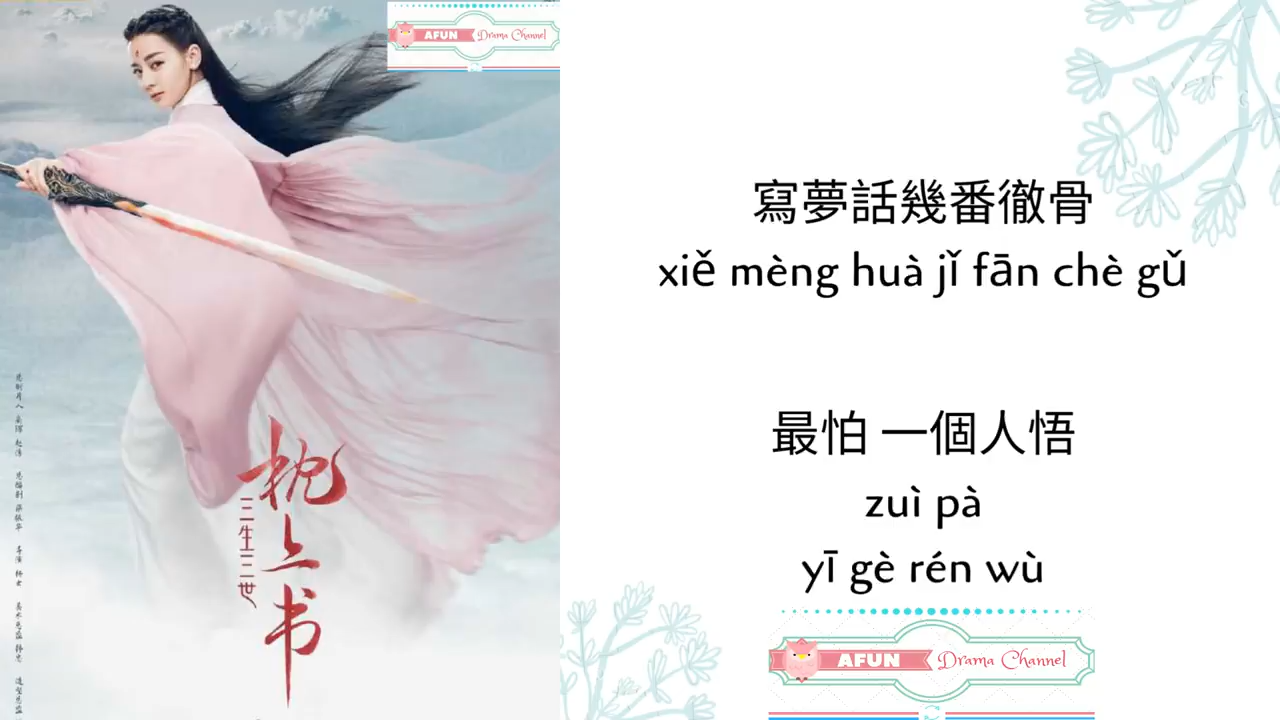 AFUN Drama Channel
枕上书
三生三世
寫夢話幾番徹骨
xiě mèng huà jǐ fān chè gǔ
最怕 一個人悟
zuì pà
yī gè rén wù
AFUN Drama Channel